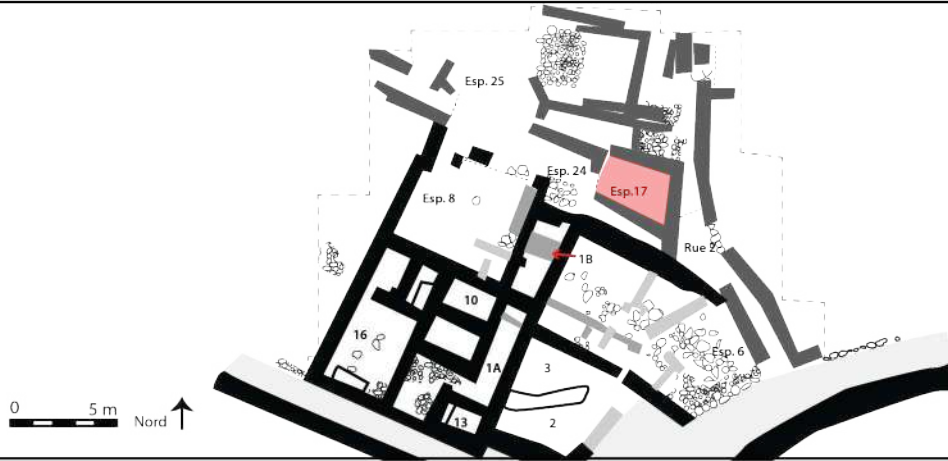 Esp. 25
Esp. 24
Esp.17
Esp. 8
Rue 2
1B
10
16
Esp. 6
3
1A
0 5 m
Nord
13
2